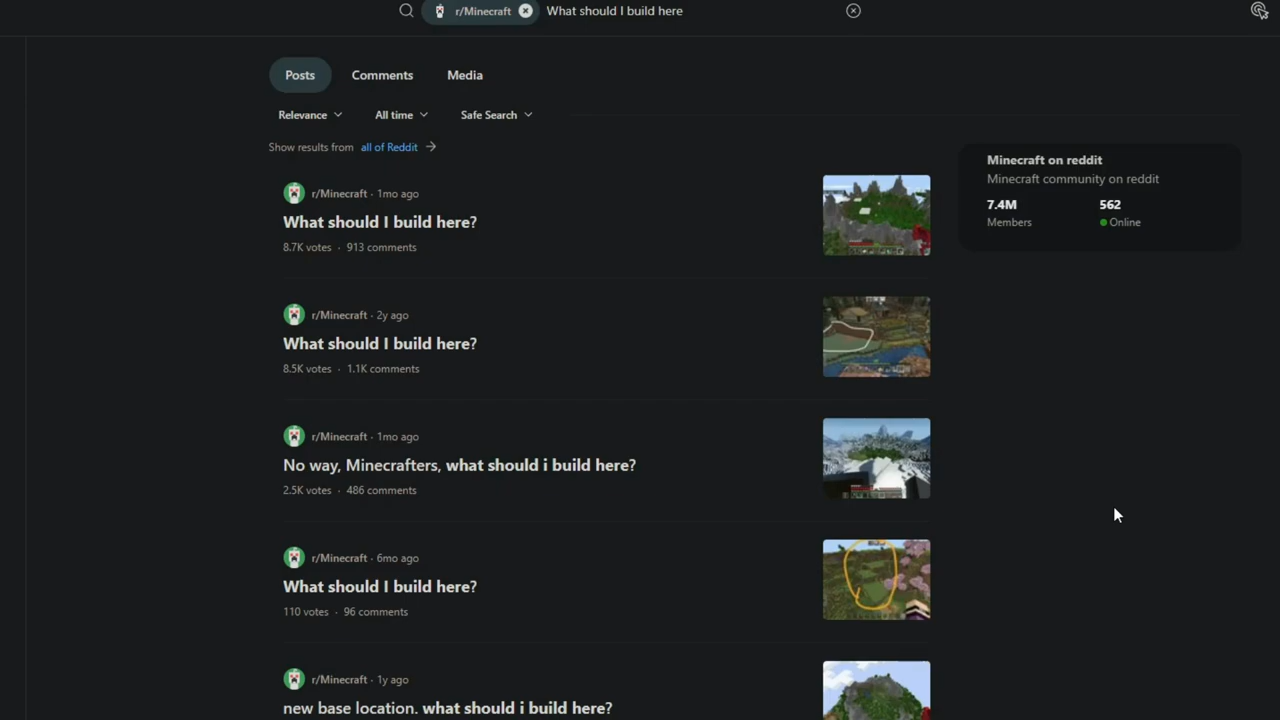 r/Minecraft What should I build here
Posts Comments Media
Relevance All time Safe Search
Show results from all of Reddit
Minecraft on reddit
Minecraft community on reddit
7.4M 562
Members Online
r/Minecraft · 1mo ago
What should I build here?
8.7K votes · 913 comments
r/Minecraft · 2y ago
What should I build here?
8.5K votes · 1.1K comments
r/Minecraft · 1mo ago
No way, Minecrafters, what should i build here?
2.5K votes · 486 comments
r/Minecraft · 6mo ago
What should I build here?
110 votes · 96 comments
r/Minecraft · 1y ago
new base location. what should i build here?